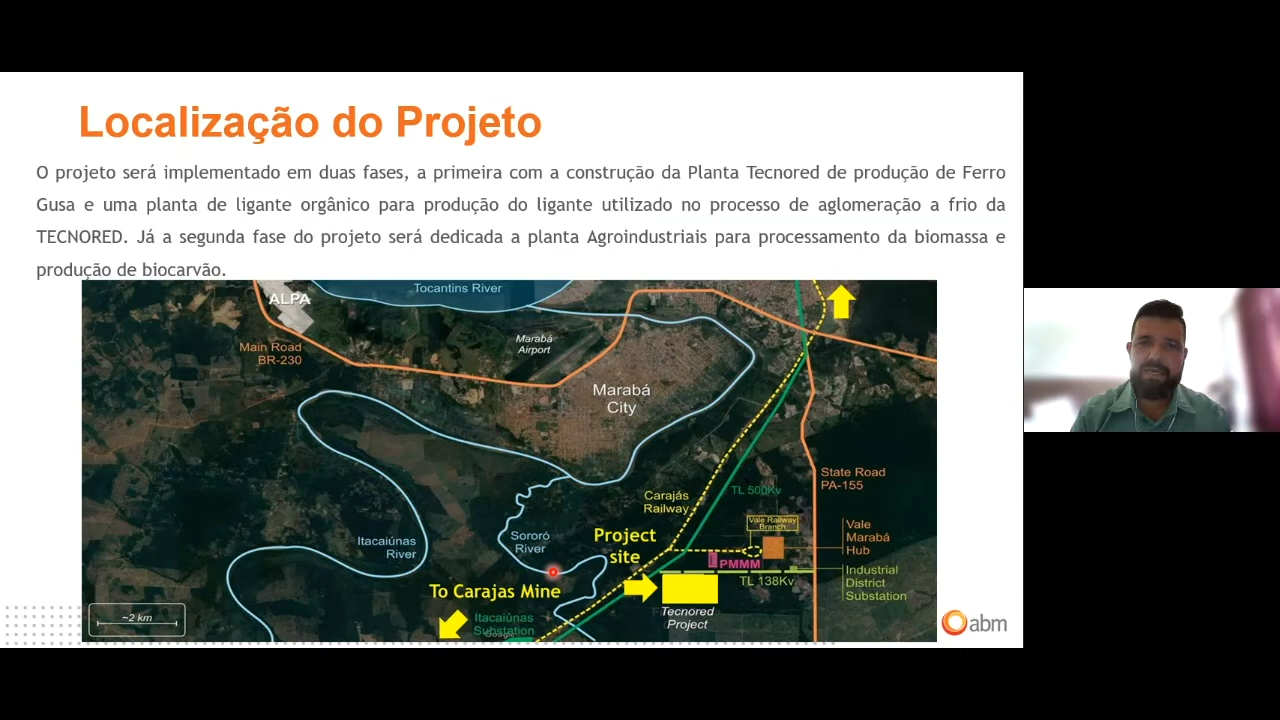 Localização do Projeto
O projeto será implementado em duas fases, a primeira com a construção da Planta Tecnored de produção de Ferro
Gusa e uma planta de ligante orgânico para produção do ligante utilizado no processo de aglomeração a frio da
TECNORED. Já a segunda fase do projeto será dedicada a planta Agroindustriais para processamento da biomassa e
produção de biocarvão.
Tocantins River
ALPA
Marabá
Airport
Main Road
BR-230
Marabá
City
State Road
PA-155
TL 500Kv
Carajás
Railway
Vale Railway
Branch
Vale
Marabá
Hub
Itacaiúnas
River
Sororó
River
Project
site
PMMM
TL 138Kv
Industrial
District
Substation
To Carajas Mine
Tecnored
Project
Itacaiúnas
Substation
Google
~2 km
abm